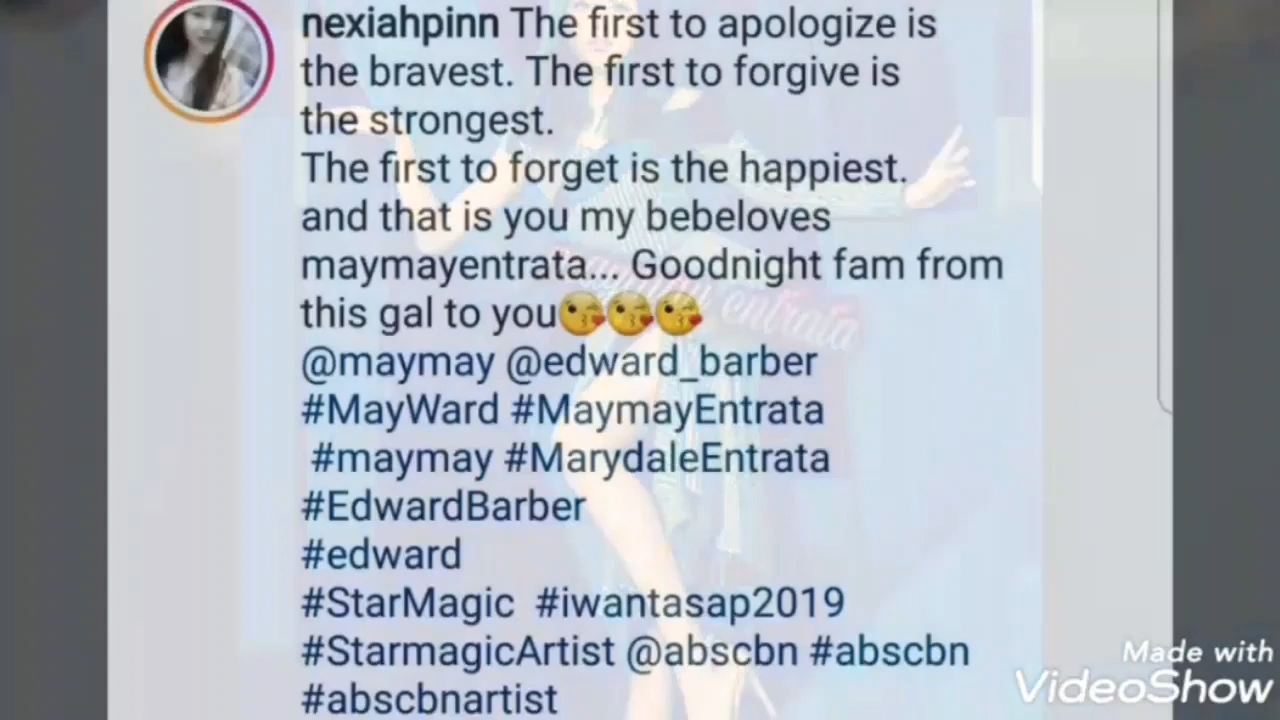 nexiahpinn The first to apologize is
the bravest. The first to forgive is
the strongest.
The first to forget is the happiest.
and that is you my bebeloves
maymayentrata... Goodnight fam from
this gal to you😘😘😘
@maymay @edward_barber
#MayWard #MaymayEntrata
#maymay #MarydaleEntrata
#EdwardBarber
#edward
#StarMagic #iwantasap2019
#StarmagicArtist @abscbn #abscbn
#abscbnartist
entrata
Made with
VideoShow